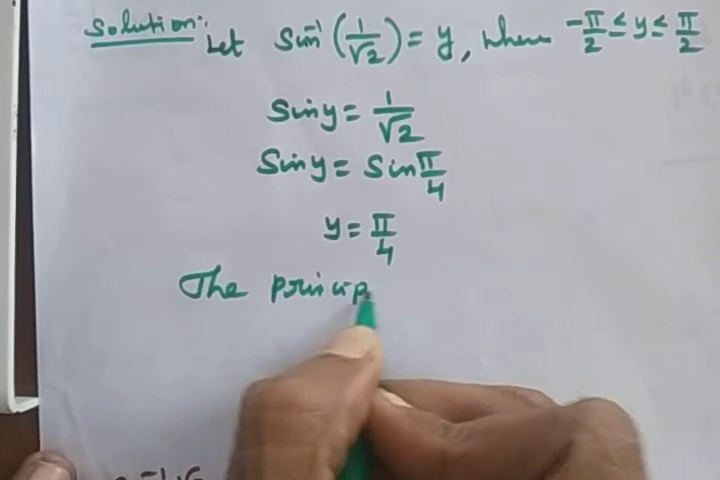 Solution:- Let Sin⁻¹(1/√2) = y, where -π/2 ≤ y ≤ π/2
Sin y = 1/√2
Sin y = Sin π/4
y = π/4
The princip